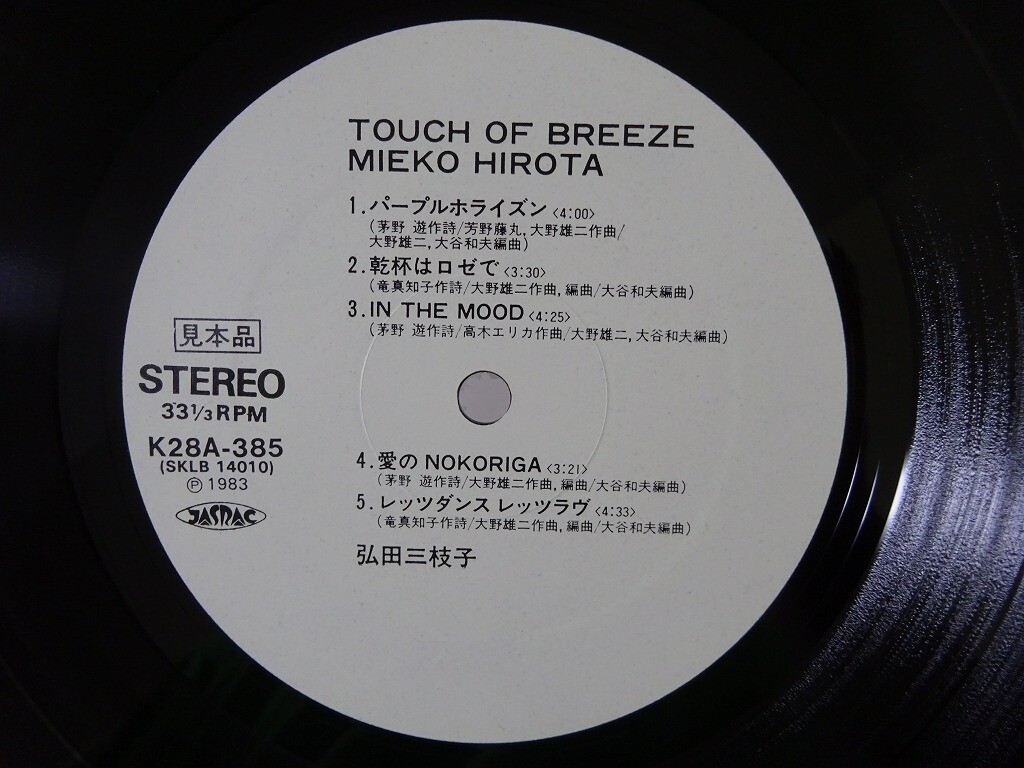 TOUCH OF BREEZE
MIEKO HIROTA
1.パープルホライズン〈4:00〉
(茅野 遊作詩/芳野藤丸,大野雄二作曲/
大野雄二,大谷和夫編曲)
2.乾杯はロゼで〈3:30〉
(竜真知子作詩/大野雄二作曲,編曲/大谷和夫編曲)
3.IN THE MOOD〈4:25〉
(茅野 遊作詩/高木エリカ作曲/大野雄二,大谷和夫編曲)
見本品
STEREO
33 1/3 RPM
K28A-385
(SKLB 14010)
Ⓟ1983
JASRAC
4.愛の NOKORIGA〈3:21〉
(茅野 遊作詩/大野雄二作曲,編曲/大谷和夫編曲)
5.レッツダンス レッツラヴ〈4:33〉
(竜真知子作詩/大野雄二作曲,編曲/大谷和夫編曲)
弘田三枝子